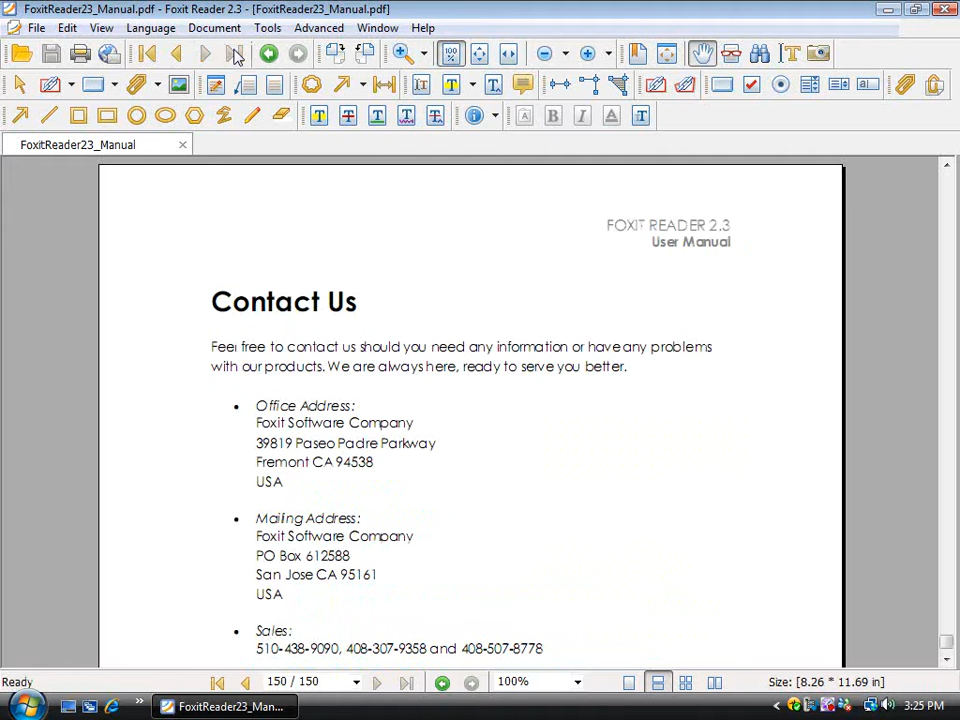 FoxitReader23_Manual.pdf - Foxit Reader 2.3 - [FoxitReader23_Manual.pdf]
File Edit View Language Document Tools Advanced Window Help
FoxitReader23_Manual
FOXIT READER 2.3
User Manual
Contact Us
Feel free to contact us should you need any information or have any problems
with our products. We are always here, ready to serve you better.
• Office Address:
Foxit Software Company
39819 Paseo Padre Parkway
Fremont CA 94538
USA
• Mailing Address:
Foxit Software Company
PO Box 612588
San Jose CA 95161
USA
• Sales:
510-438-9090, 408-307-9358 and 408-507-8778
Ready 150 / 150 100% Size: [8.26 * 11.69 in]
FoxitReader23_Man... 3:25 PM